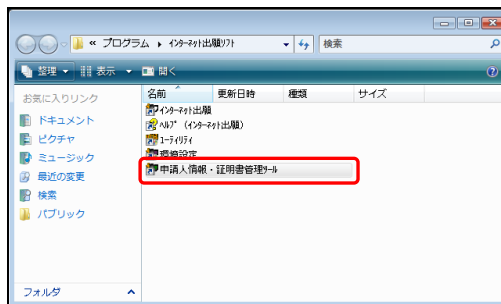 « プログラム ▸ ｲﾝﾀｰﾈｯﾄ出願ｿﾌﾄ
検索
整理 表示 開く
お気に入りリンク
ドキュメント
ピクチャ
ミュージック
最近の変更
検索
パブリック
フォルダ
名前 更新日時 種類 サイズ
ｲﾝﾀｰﾈｯﾄ出願
ﾍﾙﾌﾟ (ｲﾝﾀｰﾈｯﾄ出願)
ﾕｰﾃｨﾘﾃｨ
環境設定
申請人情報・証明書管理ﾂｰﾙ